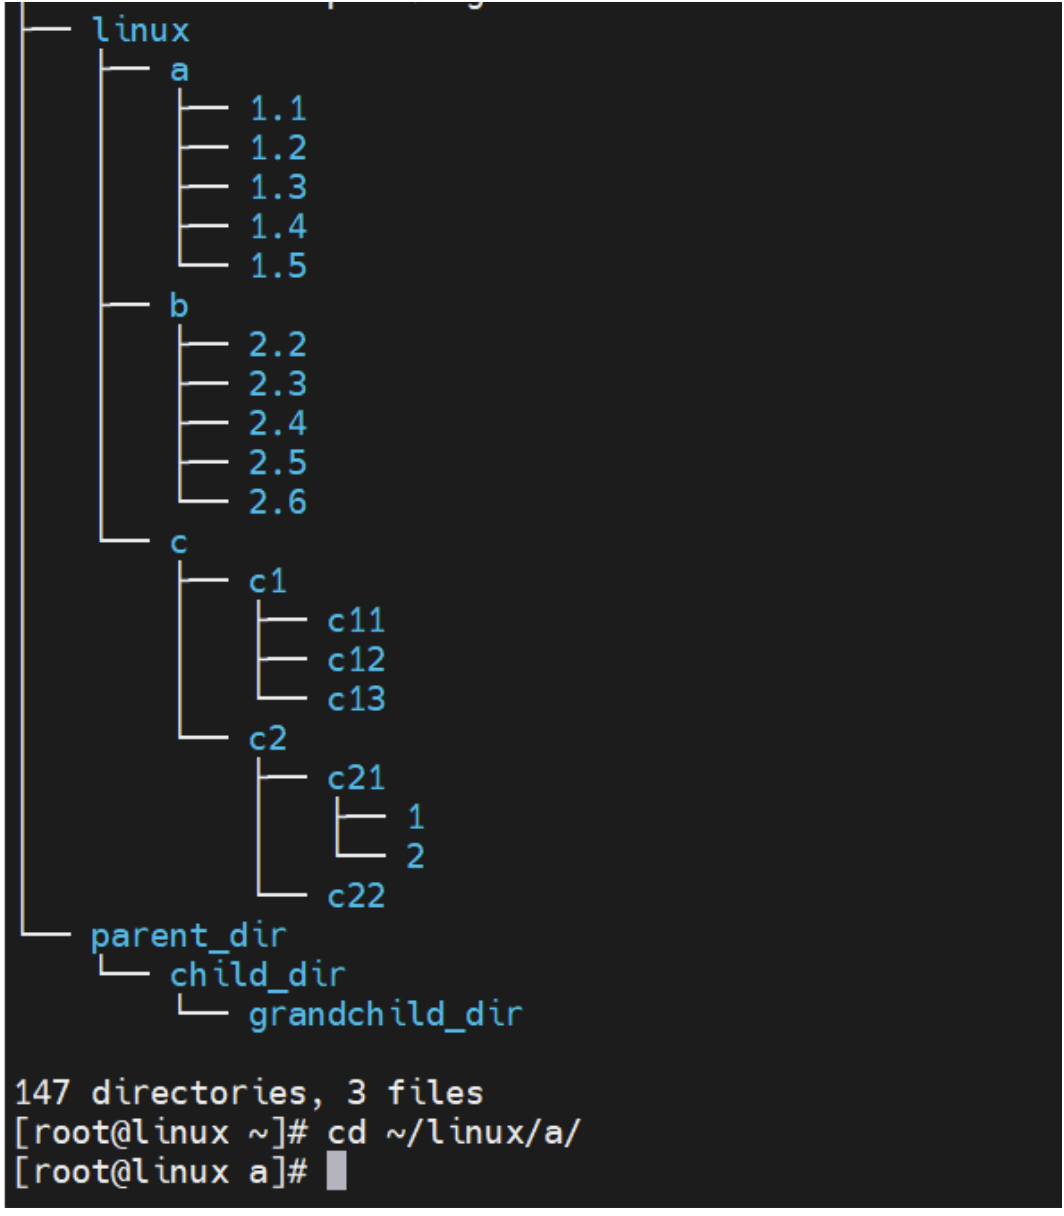 ├── linux
│   ├── a
│   │   ├── 1.1
│   │   ├── 1.2
│   │   ├── 1.3
│   │   ├── 1.4
│   │   └── 1.5
│   ├── b
│   │   ├── 2.2
│   │   ├── 2.3
│   │   ├── 2.4
│   │   ├── 2.5
│   │   └── 2.6
│   └── c
│       ├── c1
│       │   ├── c11
│       │   ├── c12
│       │   └── c13
│       └── c2
│           ├── c21
│           │   ├── 1
│           │   └── 2
│           └── c22
└── parent_dir
    └── child_dir
        └── grandchild_dir
147 directories, 3 files
[root@linux ~]# cd ~/linux/a/
[root@linux a]#